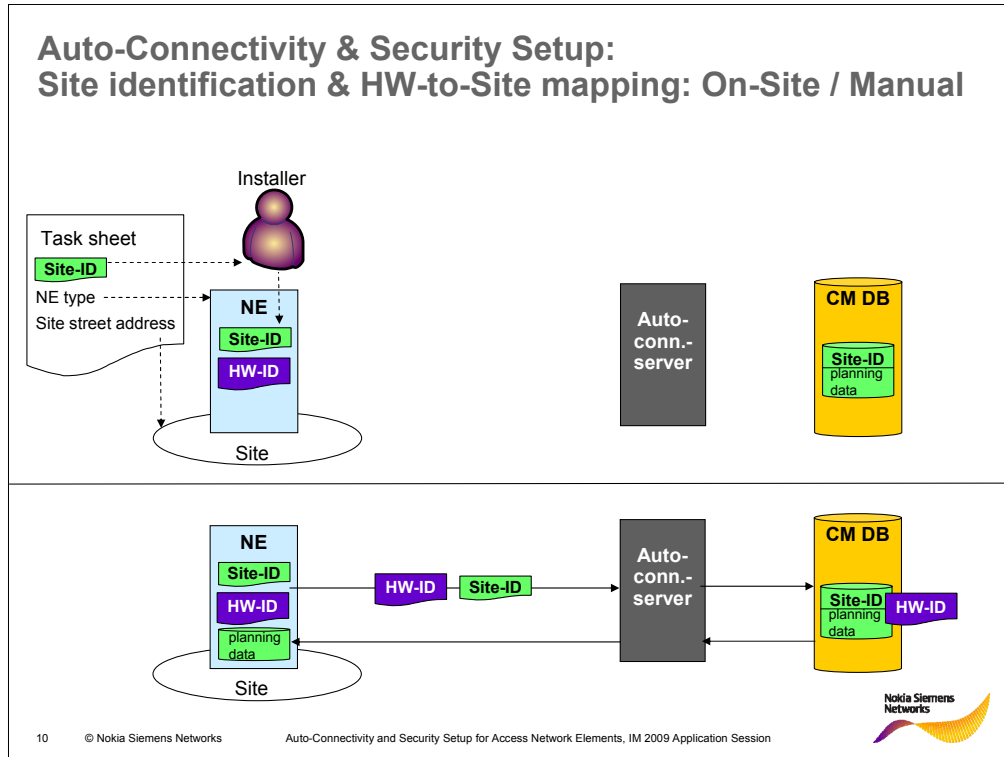 Auto-Connectivity & Security Setup:
Site identification & HW-to-Site mapping: On-Site / Manual
Installer
Task sheet
Site-ID
NE type
Site street address
NE
Site-ID
HW-ID
Site
Auto-
conn.-
server
CM DB
Site-ID
planning
data
NE
Site-ID
HW-ID
planning
data
Site
HW-ID
Site-ID
Auto-
conn.-
server
CM DB
Site-ID
planning
data
HW-ID
Nokia Siemens
Networks
10 © Nokia Siemens Networks Auto-Connectivity and Security Setup for Access Network Elements, IM 2009 Application Session